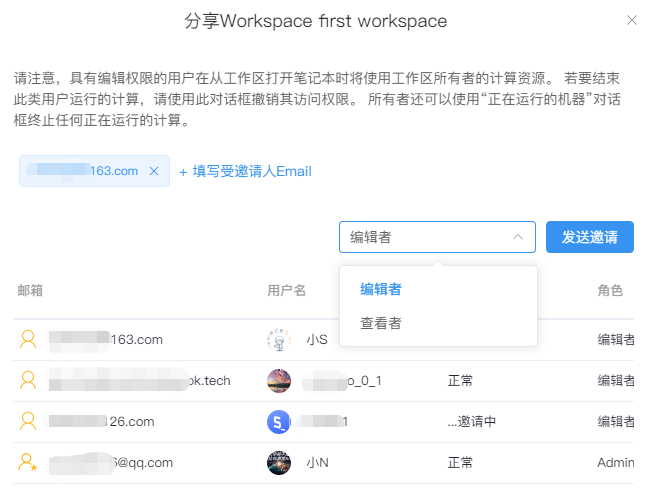 分享Workspace first workspace
请注意，具有编辑权限的用户在从工作区打开笔记本时将使用工作区所有者的计算资源。 若要结束
此类用户运行的计算，请使用此对话框撤销其访问权限。 所有者还可以使用“正在运行的机器”对话
框终止任何正在运行的计算。
163.com × + 填写受邀请人Email
编辑者 发送邀请
编辑者
查看者
邮箱 用户名 角色
163.com 小S 编辑者
ok.tech o_0_1 正常 编辑者
126.com 1 ...邀请中 编辑者
6@qq.com 小N 正常 Admin